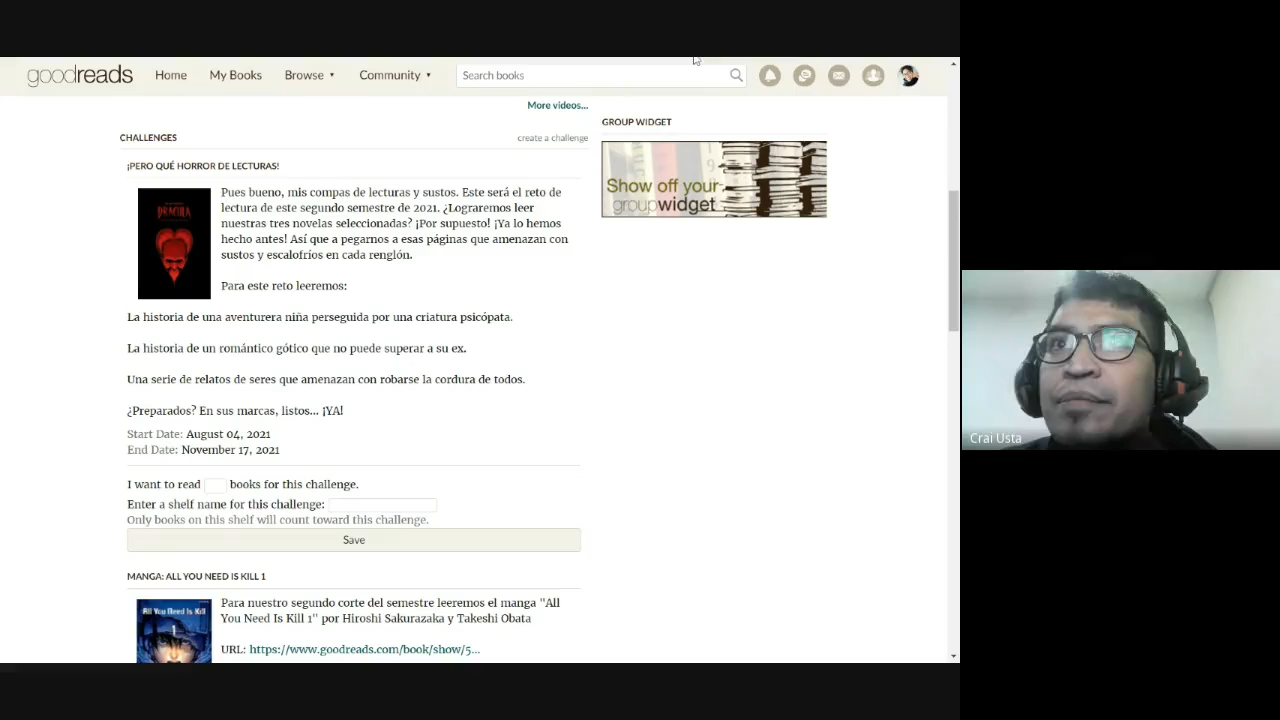 goodreads Home My Books Browse ▾ Community ▾ Search books
More videos...
GROUP WIDGET
CHALLENGES create a challenge
¡PERO QUÉ HORROR DE LECTURAS!
Show off your
groupwidget
DRACULA
Pues bueno, mis compas de lecturas y sustos. Este será el reto de
lectura de este segundo semestre de 2021. ¿Lograremos leer
nuestras tres novelas seleccionadas? ¡Por supuesto! ¡Ya lo hemos
hecho antes! Así que a pegarnos a esas páginas que amenazan con
sustos y escalofríos en cada renglón.
Para este reto leeremos:
La historia de una aventurera niña perseguida por una criatura psicópata.
La historia de un romántico gótico que no puede superar a su ex.
Una serie de relatos de seres que amenazan con robarse la cordura de todos.
¿Preparados? En sus marcas, listos... ¡YA!
Start Date: August 04, 2021
End Date: November 17, 2021
I want to read books for this challenge.
Enter a shelf name for this challenge:
Only books on this shelf will count toward this challenge.
Save
MANGA: ALL YOU NEED IS KILL 1
All You Need Is Kill
1
Para nuestro segundo corte del semestre leeremos el manga "All
You Need Is Kill 1" por Hiroshi Sakurazaka y Takeshi Obata
URL: https://www.goodreads.com/book/show/5...
Crai Usta